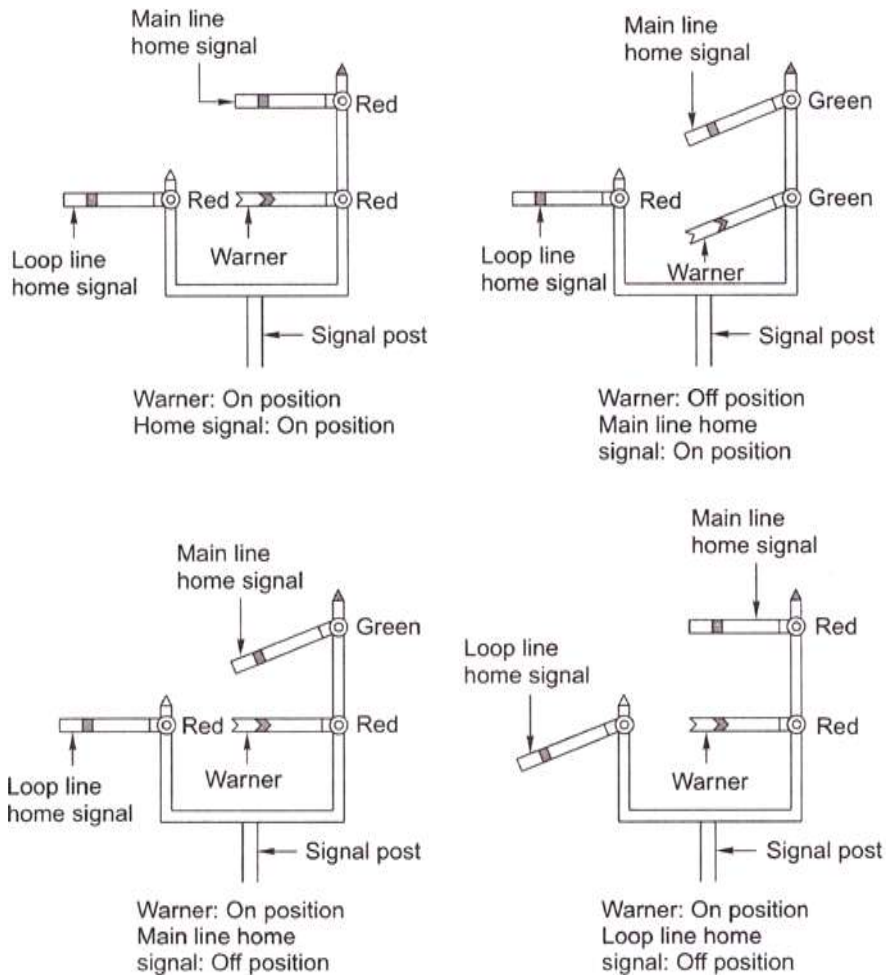 Main line
home signal
Red
Red
Red
Loop line
home signal
Warner
Signal post
Warner: On position
Home signal: On position
Main line
home signal
Green
Red
Green
Loop line
home signal
Warner
Signal post
Warner: Off position
Main line home
signal: On position
Main line
home signal
Green
Red
Red
Loop line
home signal
Warner
Signal post
Warner: On position
Main line home
signal: Off position
Main line
home signal
Red
Loop line
home signal
Red
Warner
Signal post
Warner: On position
Loop line home
signal: Off position